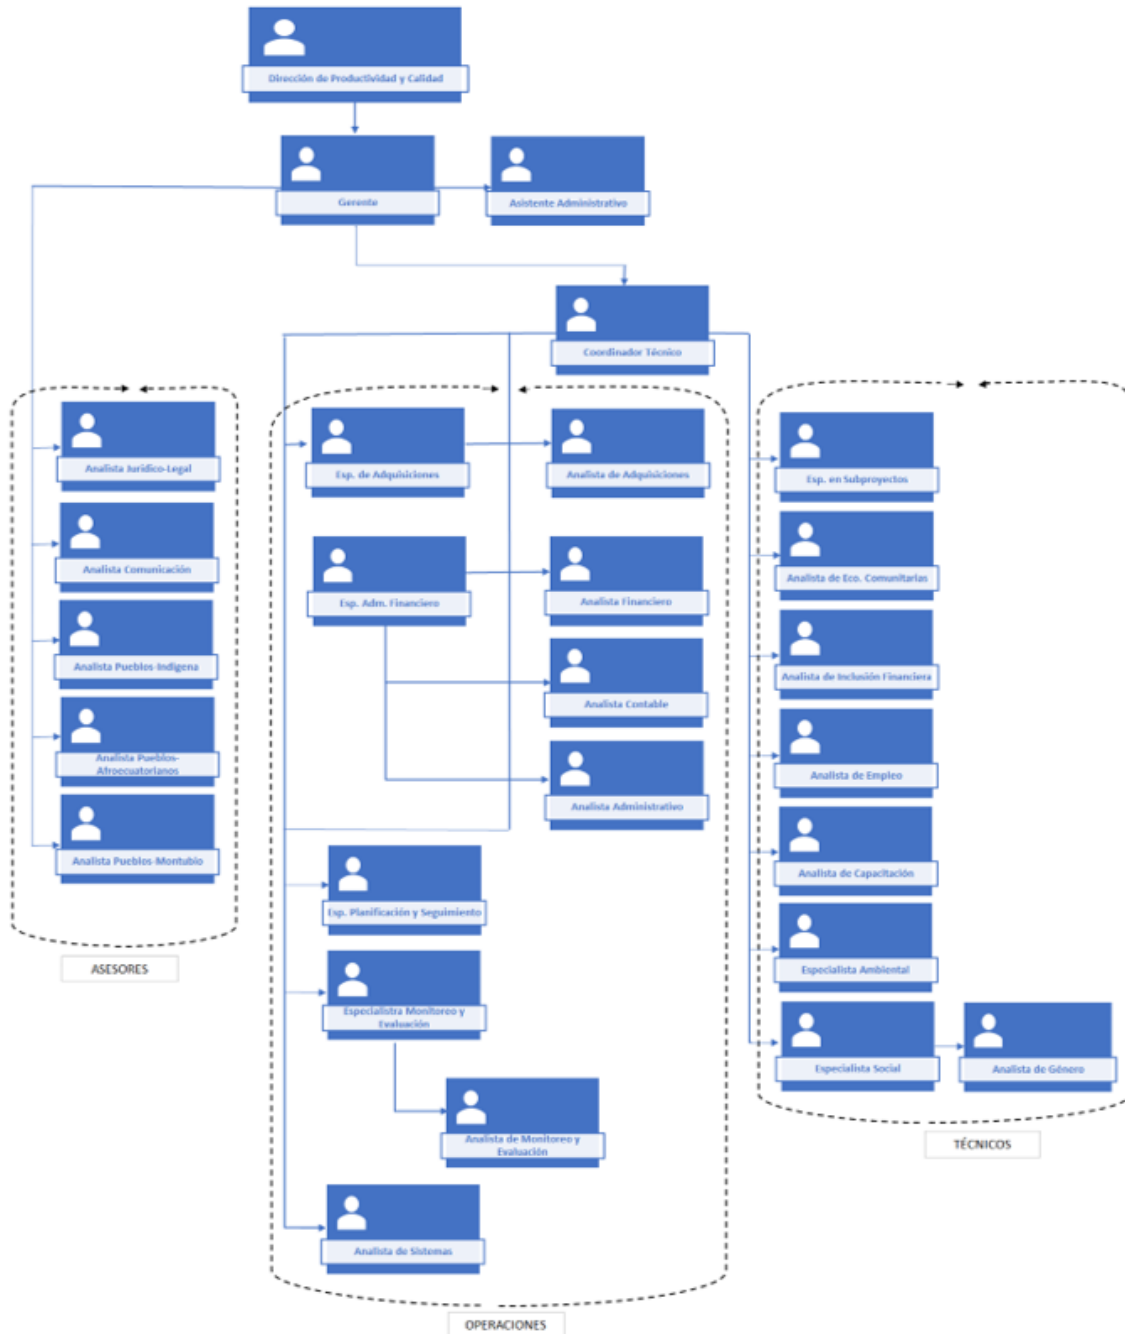 Dirección de Productividad y Calidad
Gerente
Asistente Administrativo
Coordinador Técnico
Analista Jurídico-Legal
Analista Comunicación
Analista Pueblos-Indígena
Analista Pueblos-
Afroecuatorianos
Analista Pueblos-Montubio
ASESORES
Esp. de Adquisiciones
Analista de Adquisiciones
Esp. Adm. Financiero
Analista Financiero
Analista Contable
Analista Administrativo
Esp. Planificación y Seguimiento
Especialistra Monitoreo y
Evaluación
Analista de Monitoreo y
Evaluación
Analista de Sistemas
OPERACIONES
Esp. en Subproyectos
Analista de Eco. Comunitarias
Analista de Inclusión Financiera
Analista de Empleo
Analista de Capacitación
Especialista Ambiental
Especialista Social
Analista de Género
TÉCNICOS